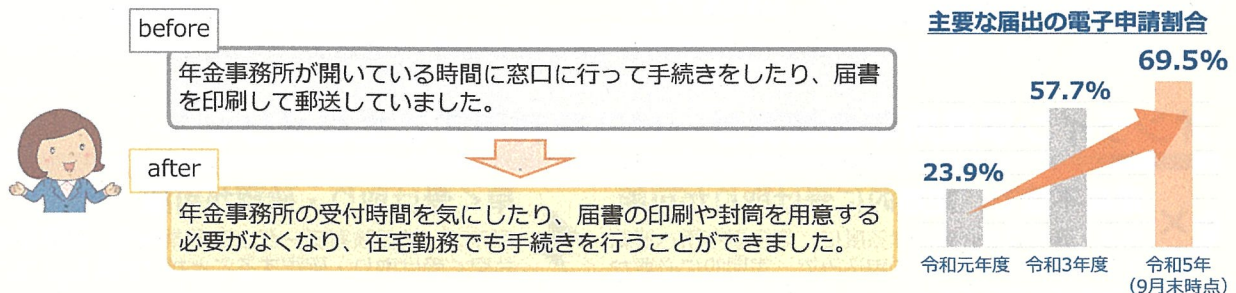 before
年金事務所が開いている時間に窓口に行って手続きをしたり、届書
を印刷して郵送していました。
after
年金事務所の受付時間を気にしたり、届書の印刷や封筒を用意する
必要がなくなり、在宅勤務でも手続きを行うことができました。
主要な届出の電子申請割合
69.5%
57.7%
23.9%
令和元年度 令和3年度 令和5年
(9月末時点)